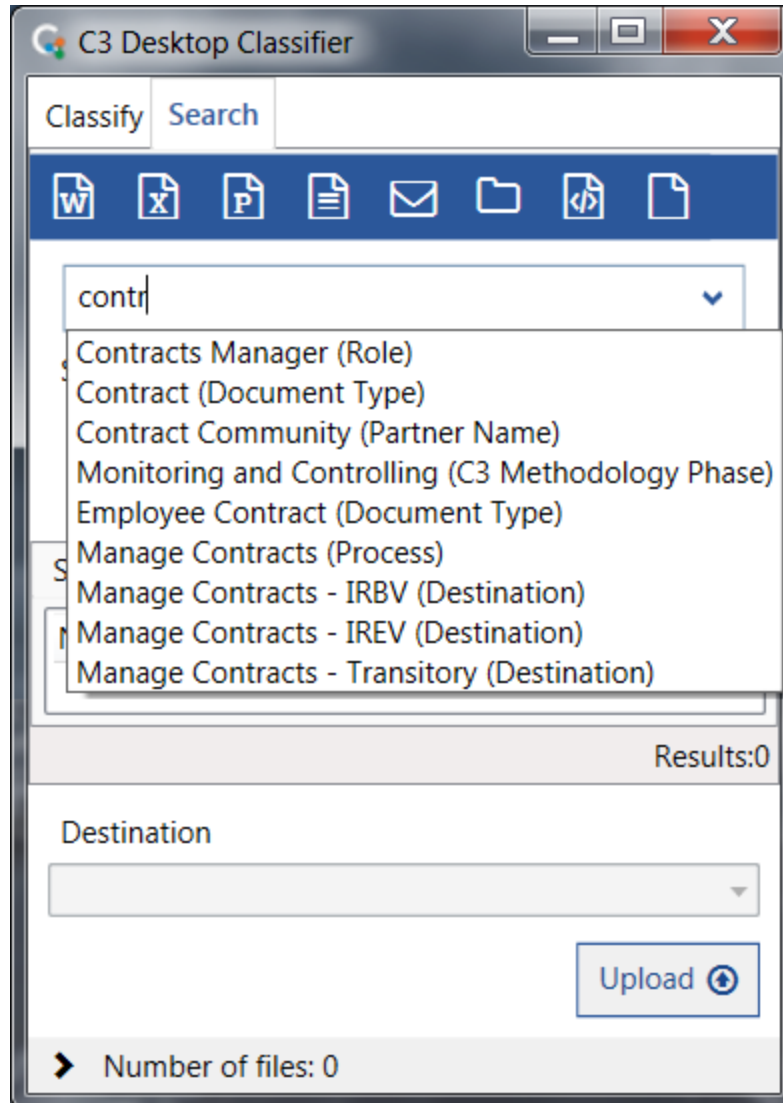 C3 Desktop Classifier
Classify Search
W X P </>
contr
Contracts Manager (Role)
Contract (Document Type)
Contract Community (Partner Name)
Monitoring and Controlling (C3 Methodology Phase)
Employee Contract (Document Type)
Manage Contracts (Process)
Manage Contracts - IRBV (Destination)
Manage Contracts - IREV (Destination)
Manage Contracts - Transitory (Destination)
Results:0
Destination
Upload
Number of files: 0